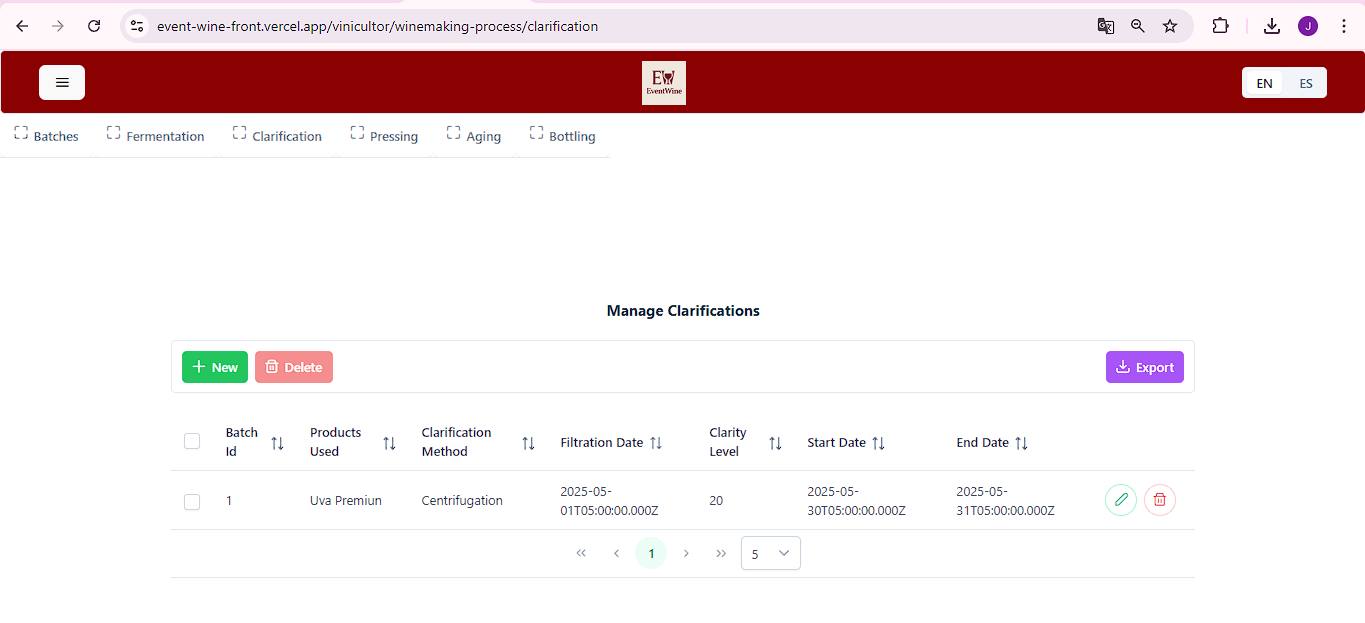 event-wine-front.vercel.app/vinicultor/winemaking-process/clarification
J
EW
EventWine
EN ES
Batches Fermentation Clarification Pressing Aging Bottling
Manage Clarifications
New Delete Export
Batch Id Products Used Clarification Method Filtration Date Clarity Level Start Date End Date
1 Uva Premiun Centrifugation 2025-05-01T05:00:00.000Z 20 2025-05-30T05:00:00.000Z 2025-05-31T05:00:00.000Z
1 5